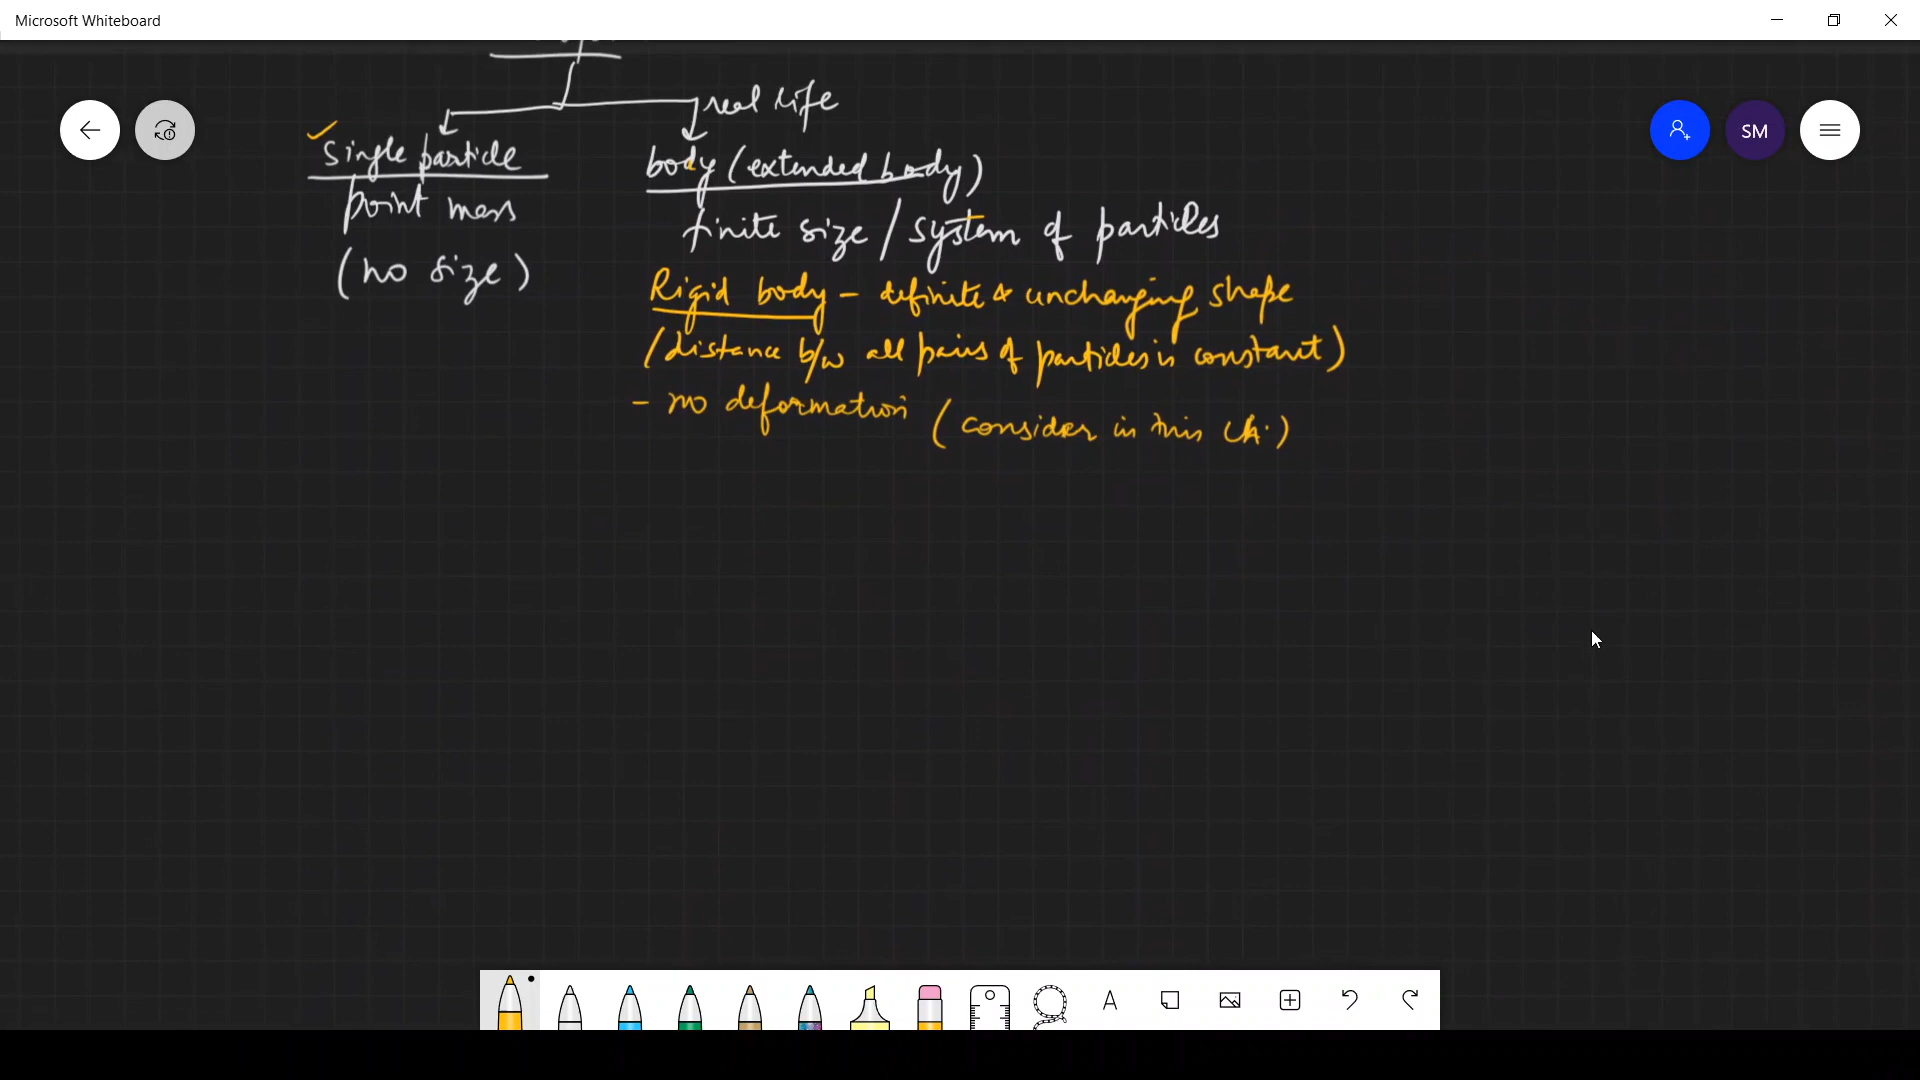 Microsoft Whiteboard
real life
Single particle
point mass
(no size)
body (extended body)
finite size / system of particles
Rigid body - definite & unchanging shape
(distance b/w all pairs of particles is constant)
- no deformation (consider in this ch.)
SM